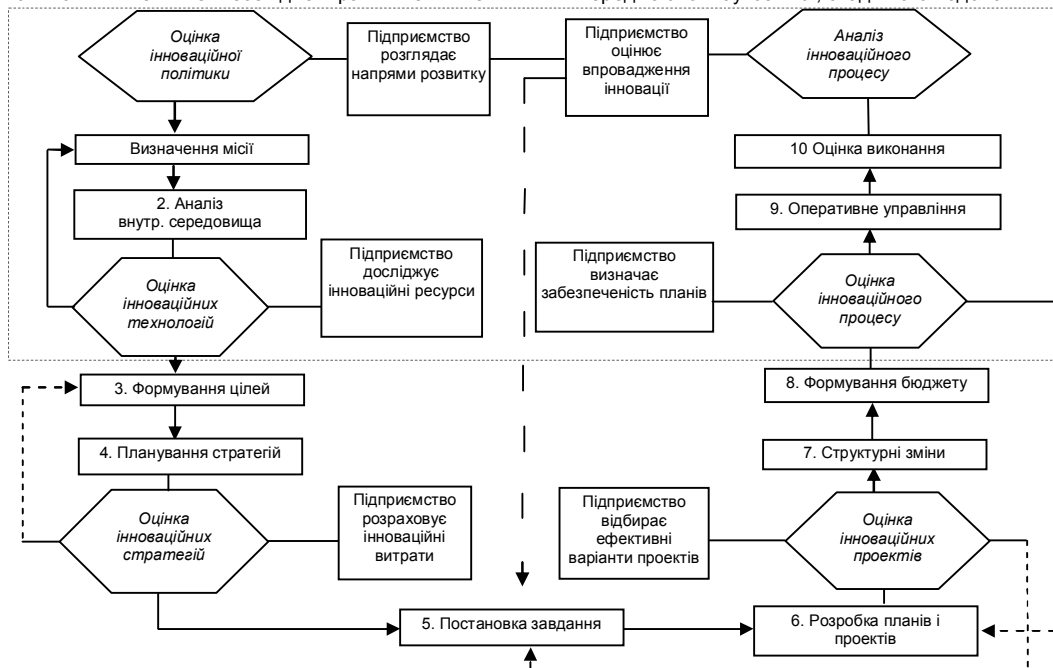 Оцінка
інноваційної
політики
Підприємство
розглядає
напрями розвитку
Підприємство
оцінює
впровадження
інновації
Аналіз
інноваційного
процесу
Визначення місії
10 Оцінка виконання
2. Аналіз
внутр. середовища
9. Оперативне управління
Оцінка
інноваційних
технологій
Підприємство
досліджує
інноваційні ресурси
Підприємство
визначає
забезпеченість планів
Оцінка
інноваційного
процесу
3. Формування цілей
8. Формування бюджету
4. Планування стратегій
7. Структурні зміни
Оцінка
інноваційних
стратегій
Підприємство
розраховує
інноваційні
витрати
Підприємство
відбирає
ефективні
варіанти проектів
Оцінка
інноваційних
проектів
5. Постановка завдання
6. Розробка планів і
проектів